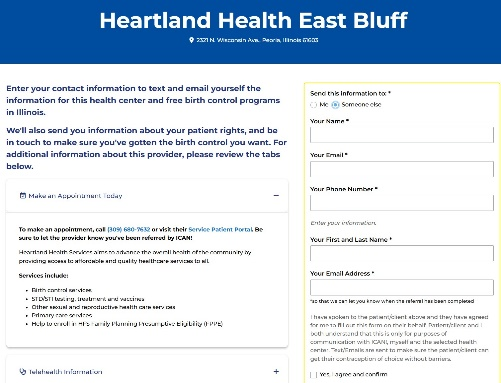 Heartland Health East Bluff
2321 N. Wisconsin Ave., Peoria, Illinois 61603
Enter your contact information to text and email yourself the
information for this health center and free birth control programs
in Illinois.
We'll also send you information about your patient rights, and be
in touch to make sure you've gotten the birth control you want. For
additional information about this provider, please review the tabs
below.
Make an Appointment Today
To make an appointment, call (309) 680-7632 or visit their Service Patient Portal. Be
sure to let the provider know you've been referred by ICAN!
Heartland Health Services aims to advance the overall health of the community by
providing access to affordable and quality healthcare services to all.
Services include:
Birth control services
STD/STI testing, treatment and vaccines
Other sexual and reproductive health care services
Primary care services
Help to enroll in HFS Family Planning Presumptive Eligibility (FPPE)
Telehealth Information
Send this information to: *
Me Someone else
Your Name *
Your Email *
Your Phone Number *
Enter your information.
Your First and Last Name *
Your Email Address *
*so that we can let you know when the referral has been completed
I have spoken to the patient/client above and they have agreed
for me to fill out this form on their behalf. Patient/client and I
both understand that this is only for purposes of
communication with ICAN!, myself and the selected health
center. Text/Emails are sent to make sure the patient/client can
get their contraception of choice without barriers.
Yes, I agree and confirm